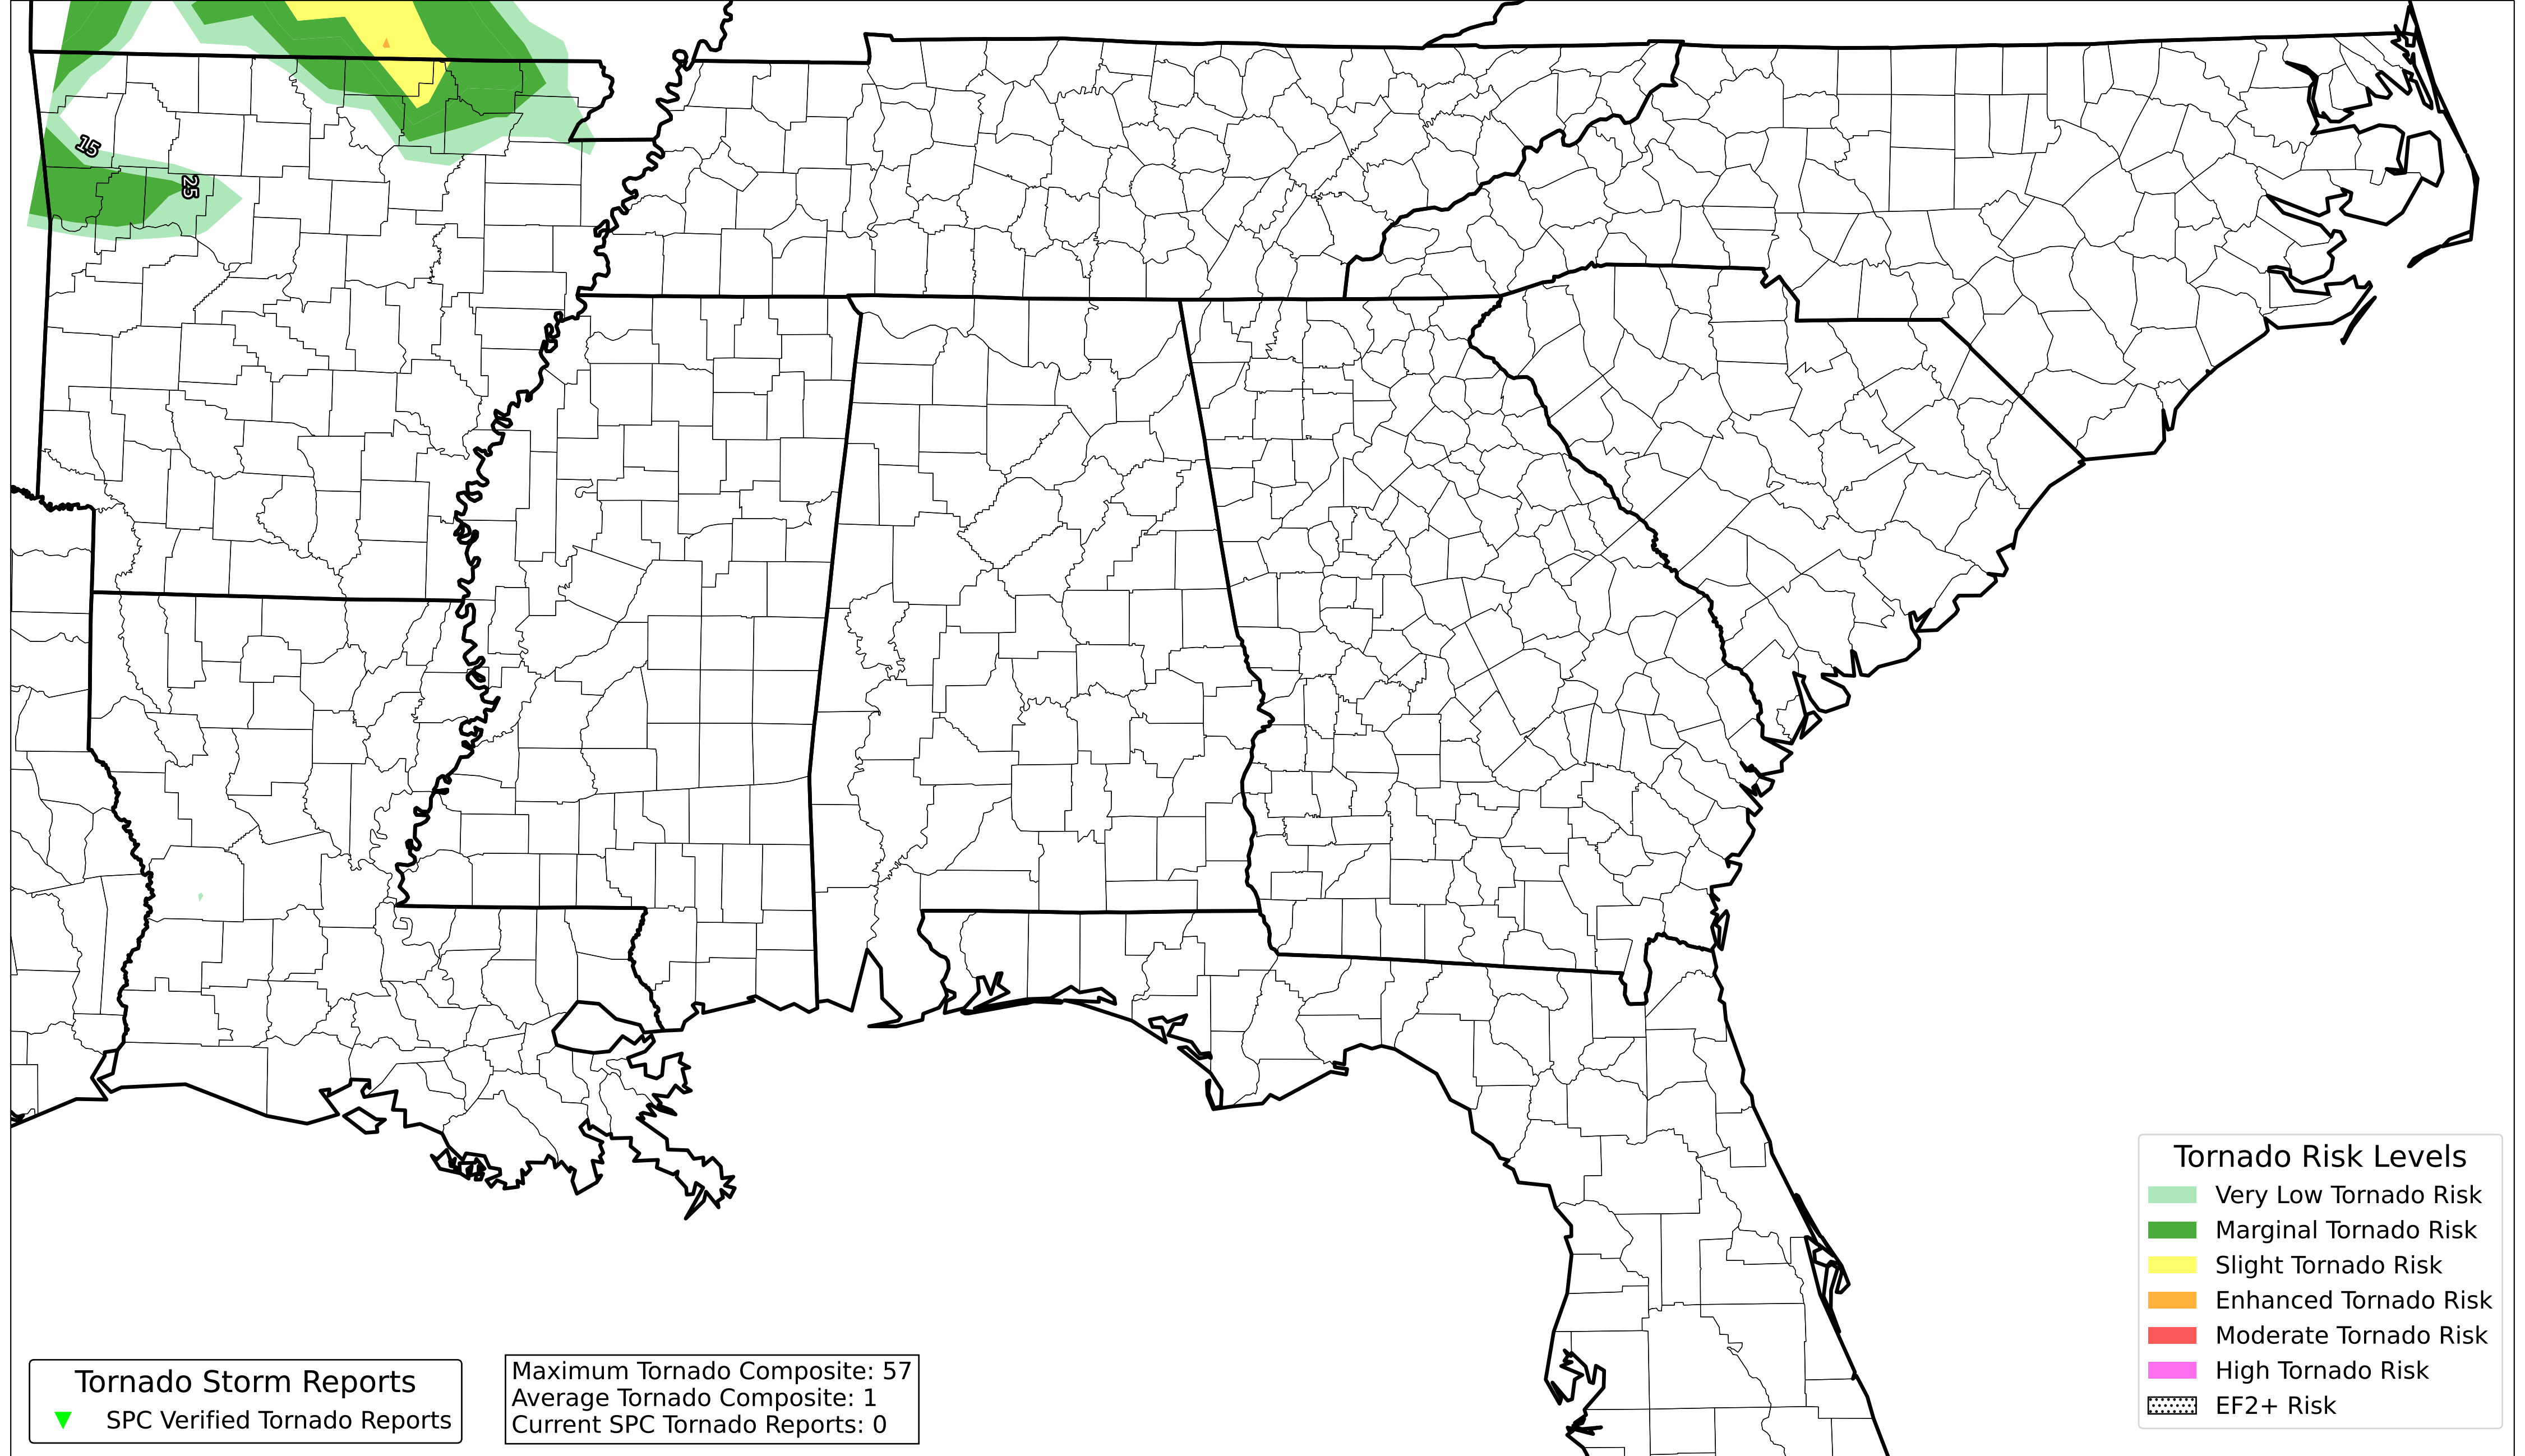 15
25
Tornado Risk Levels
Very Low Tornado Risk
Marginal Tornado Risk
Slight Tornado Risk
Enhanced Tornado Risk
Moderate Tornado Risk
High Tornado Risk
EF2+ Risk
Tornado Storm Reports
SPC Verified Tornado Reports
Maximum Tornado Composite: 57
Average Tornado Composite: 1
Current SPC Tornado Reports: 0